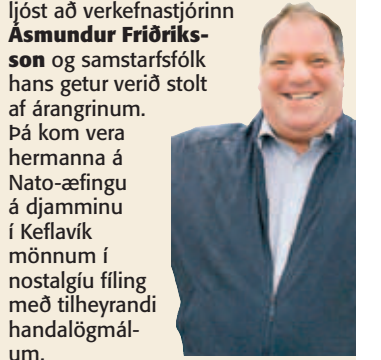 ljóst að verkefnastjórinn
Ásmundur Friðriks-
son og samstarfsfólk
hans getur verið stolt
af árangrinum.
Þá kom vera
hermanna á
Nato-æfingu
á djamminu
í Keflavík
mönnum í
nostalgíu fíling
með tilheyrandi
handalögmál-
um.